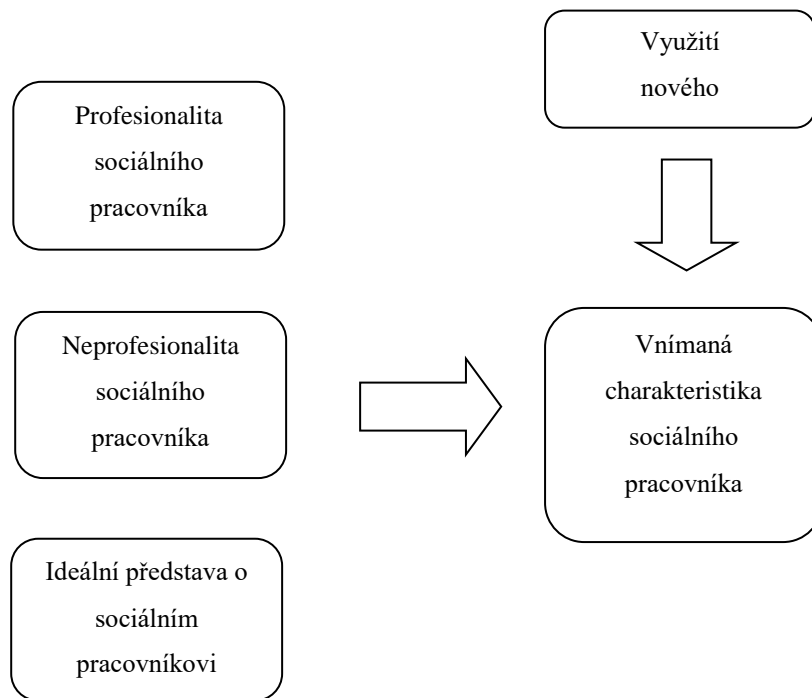 Využití
nového
Profesionalita
sociálního
pracovníka
Neprofesionalita
sociálního
pracovníka
Vnímaná
charakteristika
sociálního
pracovníka
Ideální představa o
sociálním
pracovníkovi